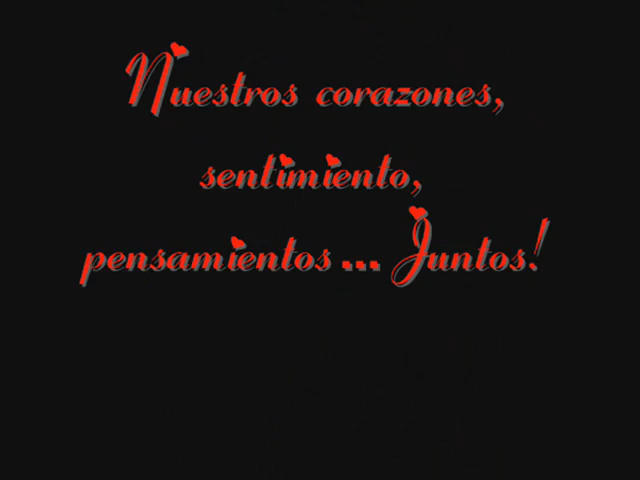 Nuestros corazones,
sentimiento,
pensamientos ... Juntos!